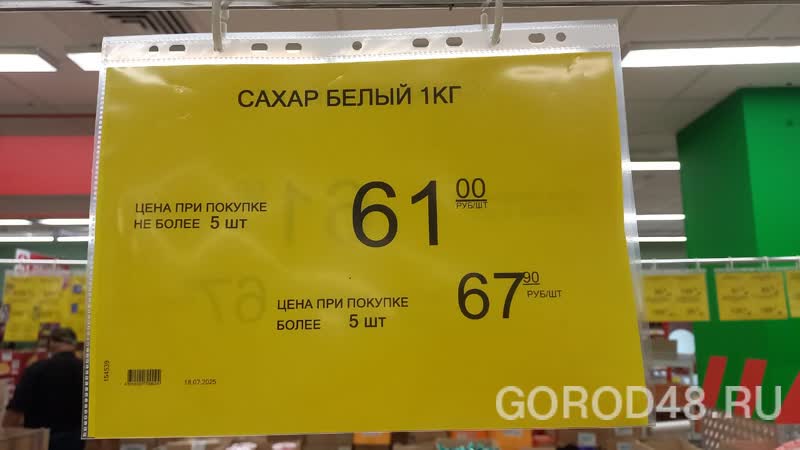 САХАР БЕЛЫЙ 1КГ
ЦЕНА ПРИ ПОКУПКЕ
НЕ БОЛЕЕ 5 шт
61 00
РУБ/ШТ
ЦЕНА ПРИ ПОКУПКЕ
БОЛЕЕ 5 шт
67 90
РУБ/ШТ
154539
18.07.2025
GOROD48.RU